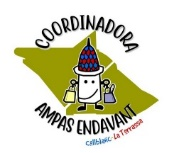 COORDINADORA
AMPAS ENDAVANT
Collblanc-la Torrassa